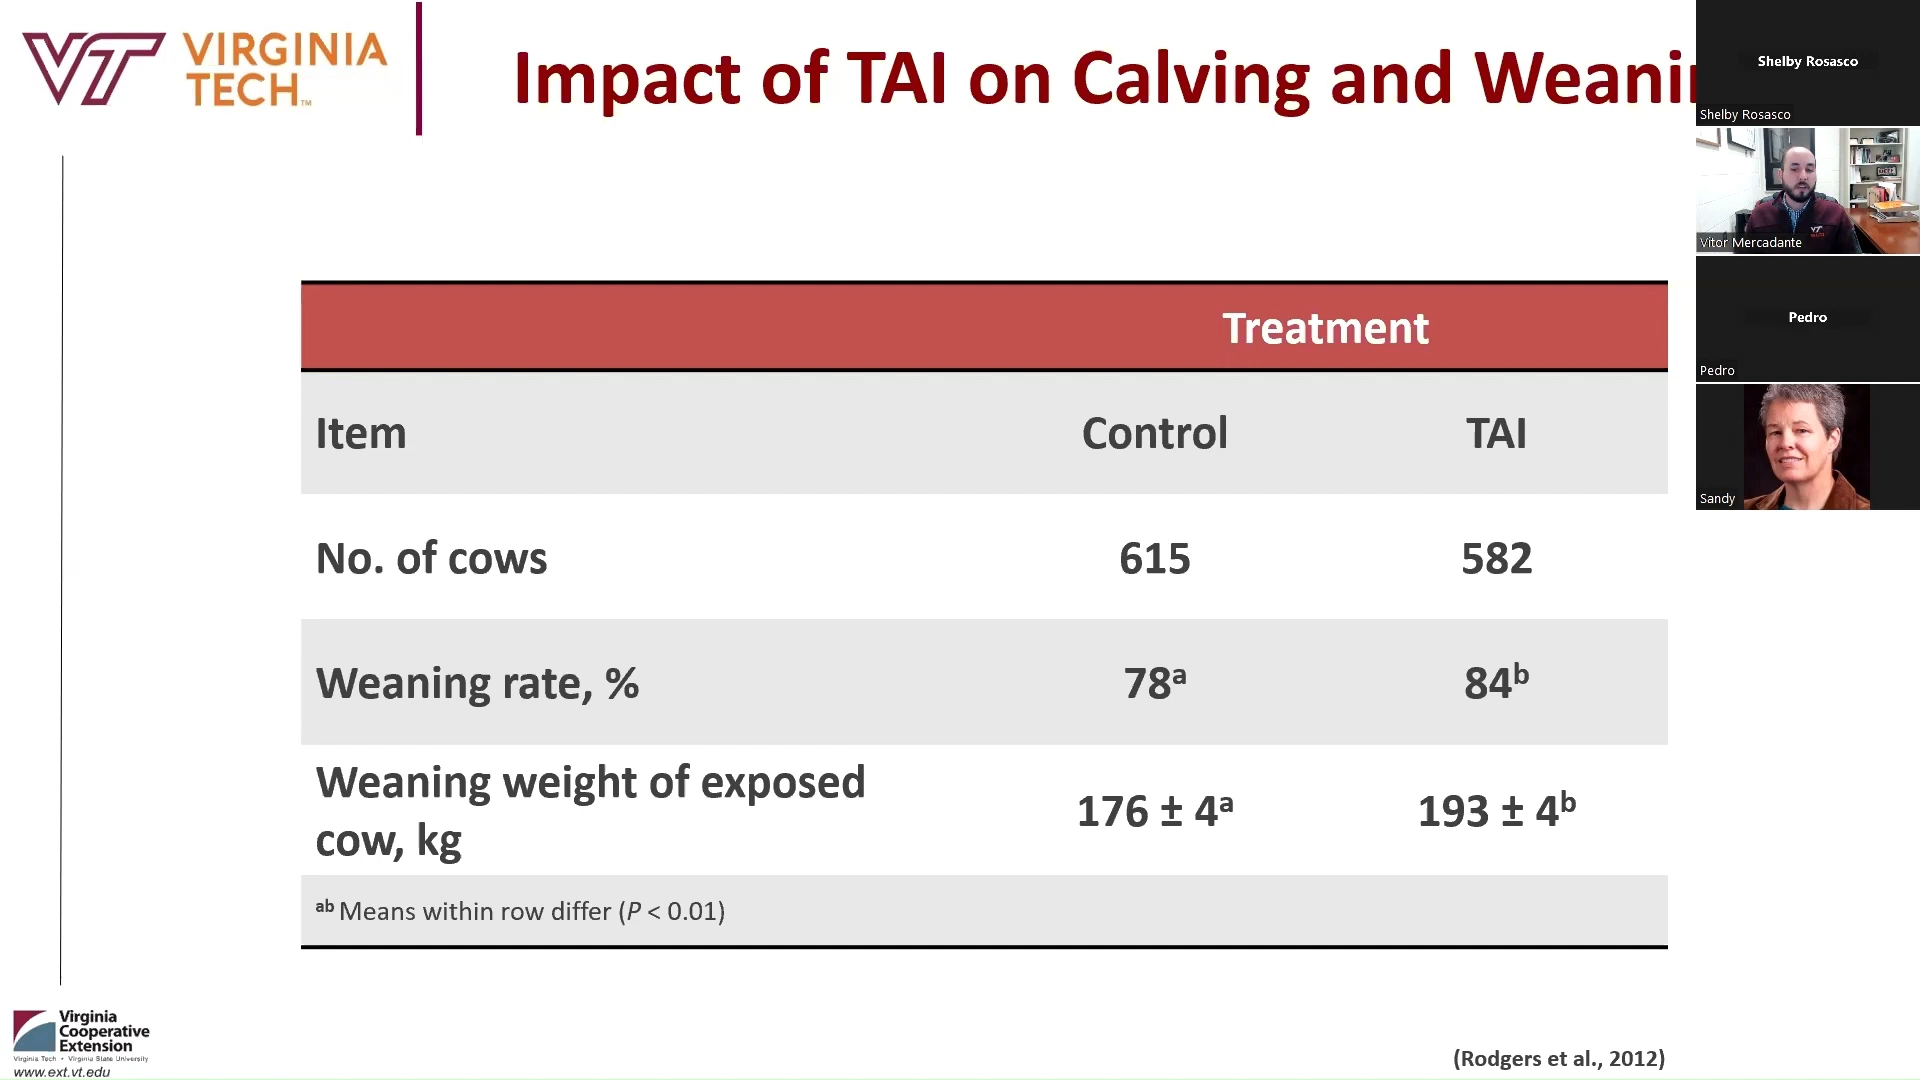 VT VIRGINIA
TECH™
Impact of TAI on Calving and Weani
Treatment
Item Control TAI
No. of cows 615 582
Weaning rate, % 78ᵃ 84ᵇ
Weaning weight of exposed
cow, kg 176 ± 4ᵃ 193 ± 4ᵇ
ᵃᵇ Means within row differ (P < 0.01)
Virginia
Cooperative
Extension
Virginia Tech • Virginia State University
www.ext.vt.edu
(Rodgers et al., 2012)
Shelby Rosasco
Shelby Rosasco
VT
Vitor Mercadante
Pedro
Pedro
Sandy